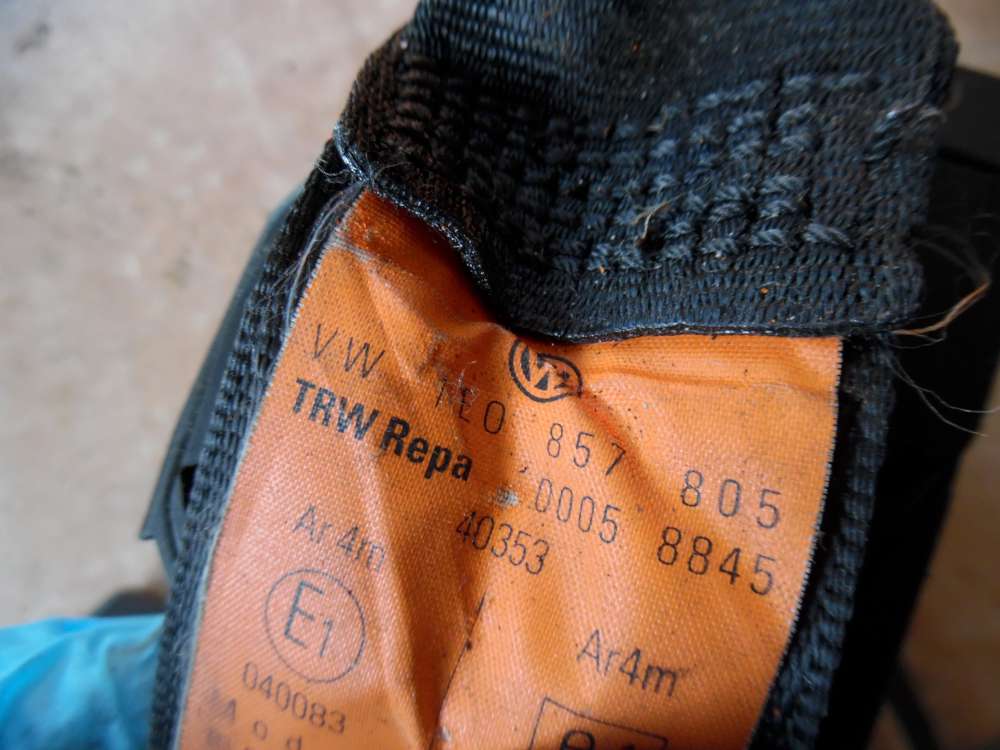 VW 1E0 857 805
TRW Repa 0005 8845
40353
Ar4m
E1
Ar4m
040083